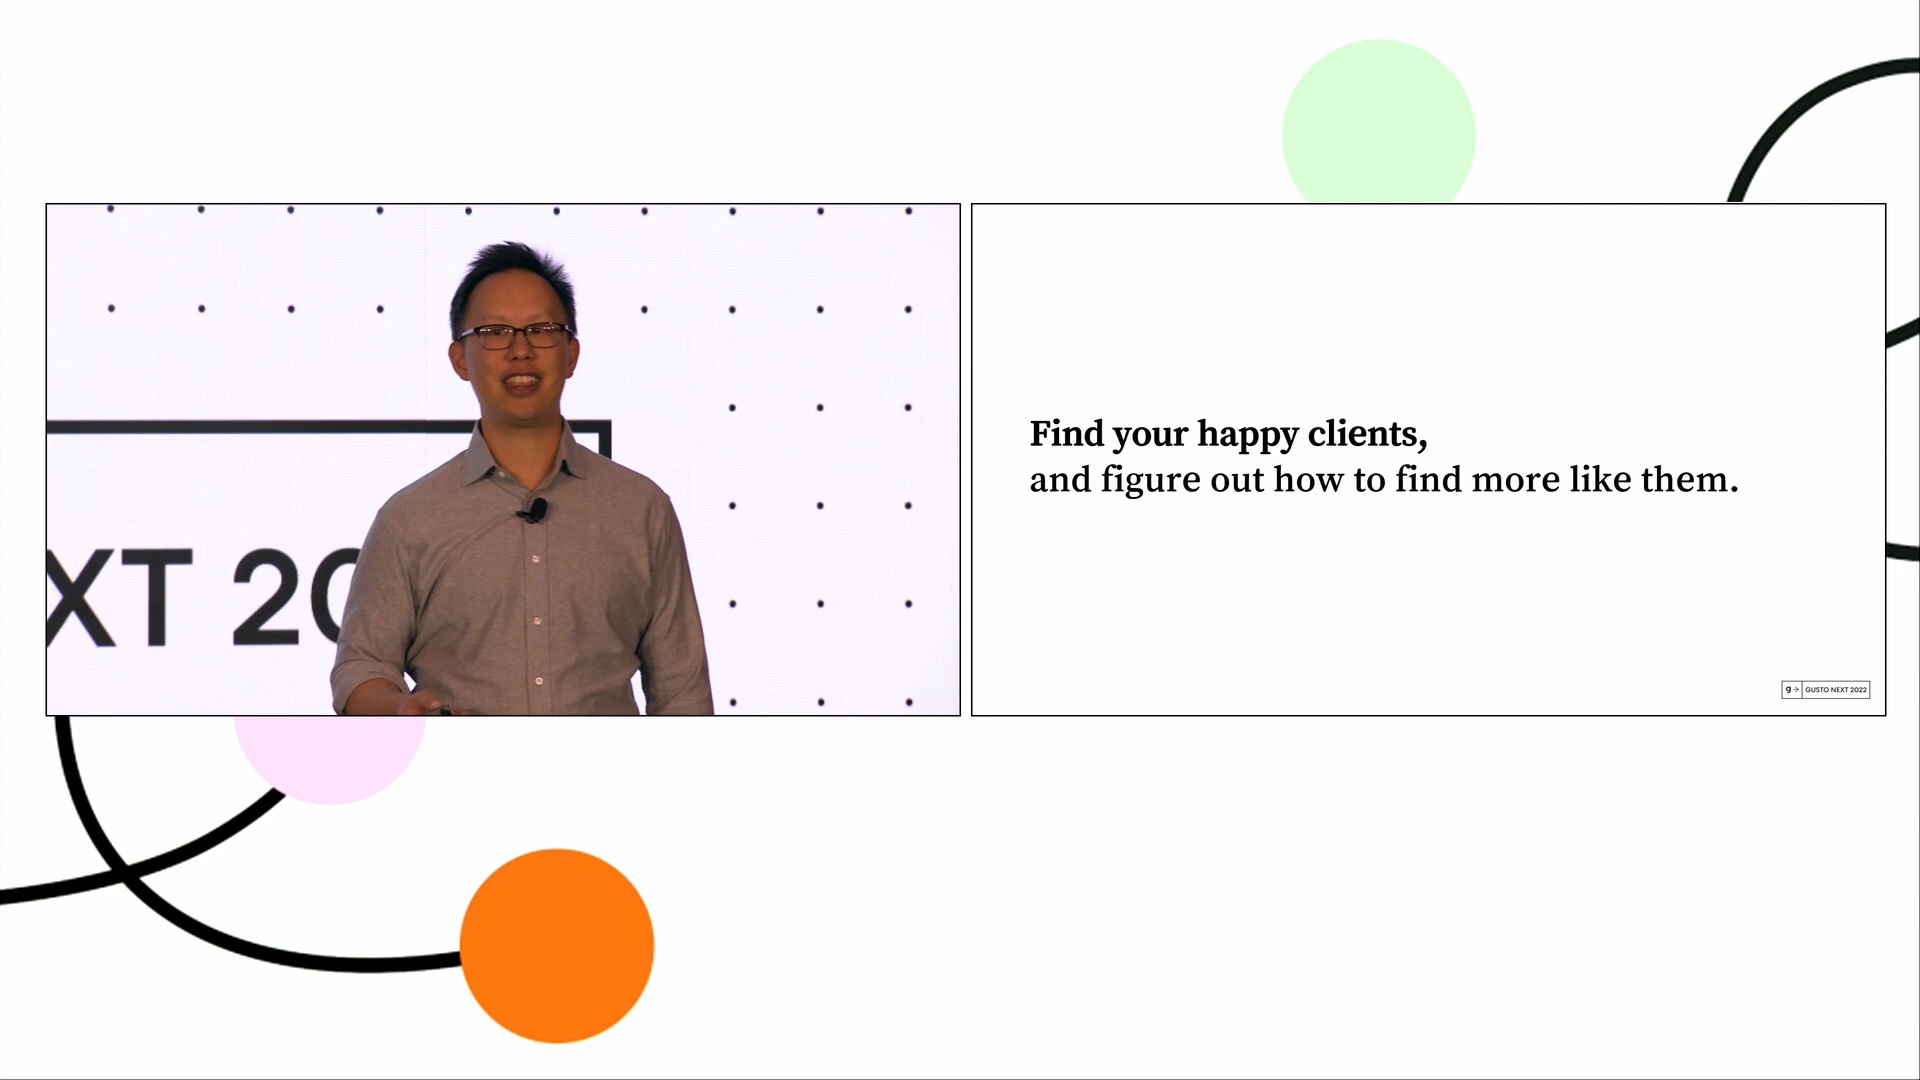 XT 20
Find your happy clients,
and figure out how to find more like them.
g→ GUSTO NEXT 2022